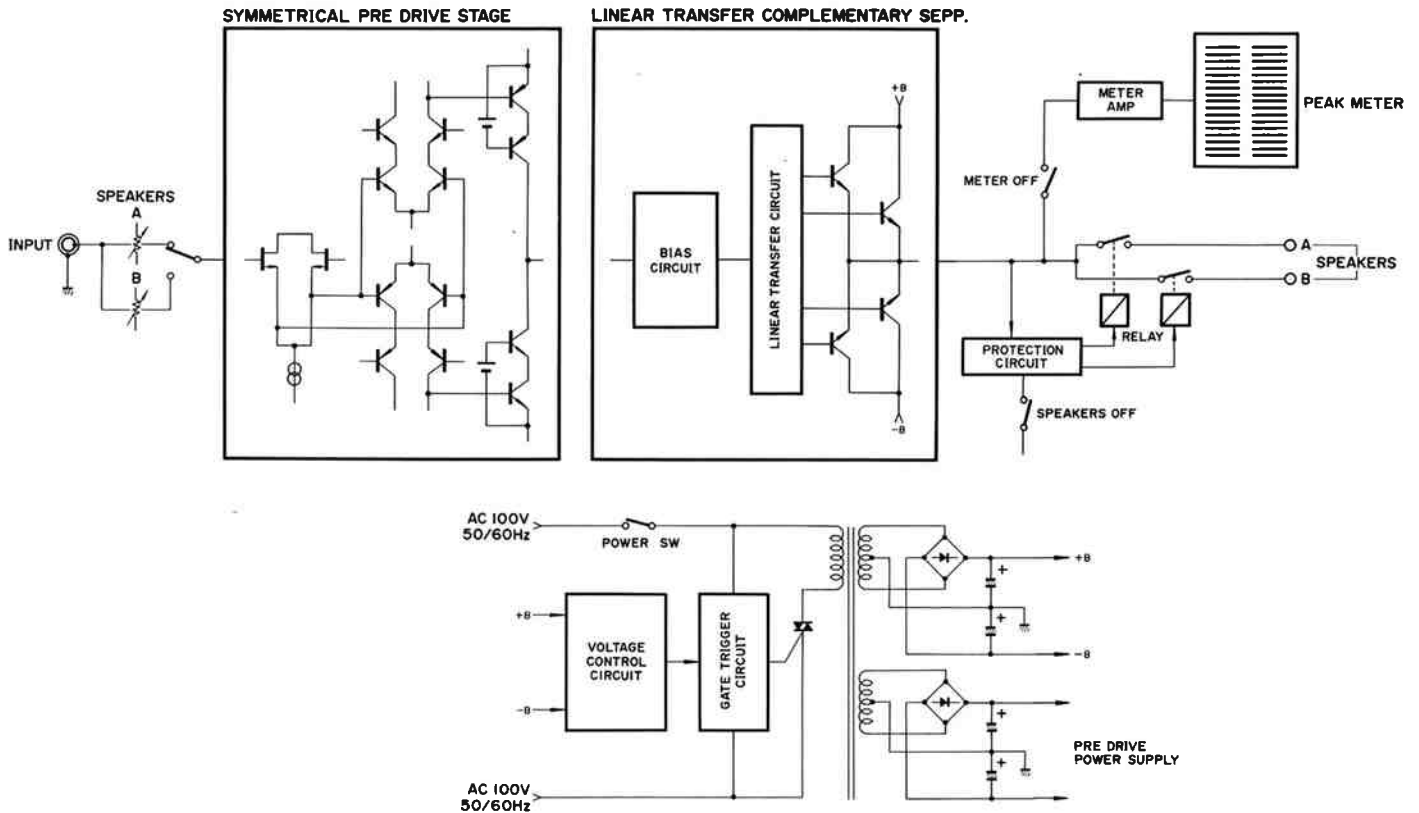 SYMMETRICAL PRE DRIVE STAGE
LINEAR TRANSFER COMPLEMENTARY SEPP.
+B
METER
AMP
PEAK METER
METER OFF
SPEAKERS
A
INPUT
B
BIAS
CIRCUIT
LINEAR TRANSFER CIRCUIT
A
SPEAKERS
B
RELAY
PROTECTION
CIRCUIT
SPEAKERS OFF
-B
AC 100V
50/60Hz
POWER SW
+B
+
+
+B
VOLTAGE
CONTROL
CIRCUIT
GATE TRIGGER
CIRCUIT
-B
-B
+
+
PRE DRIVE
POWER SUPPLY
AC 100V
50/60Hz